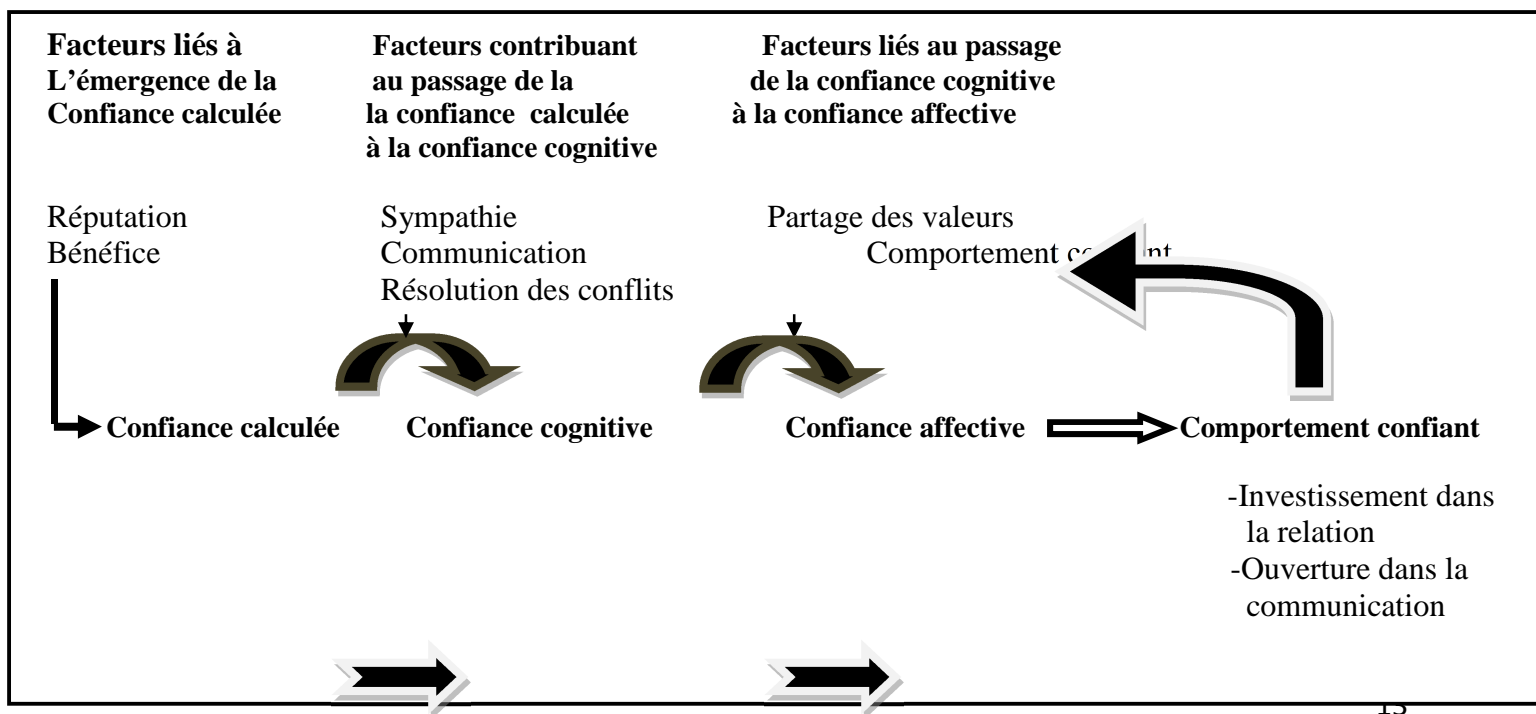 Facteurs liés à
L’émergence de la
Confiance calculée
Facteurs contribuant
au passage de la
la confiance calculée
à la confiance cognitive
Facteurs liés au passage
de la confiance cognitive
à la confiance affective
Réputation
Bénéfice
Sympathie
Communication
Résolution des conflits
Partage des valeurs
Comportement
Confiance calculée
Confiance cognitive
Confiance affective
Comportement confiant
-Investissement dans
la relation
-Ouverture dans la
communication